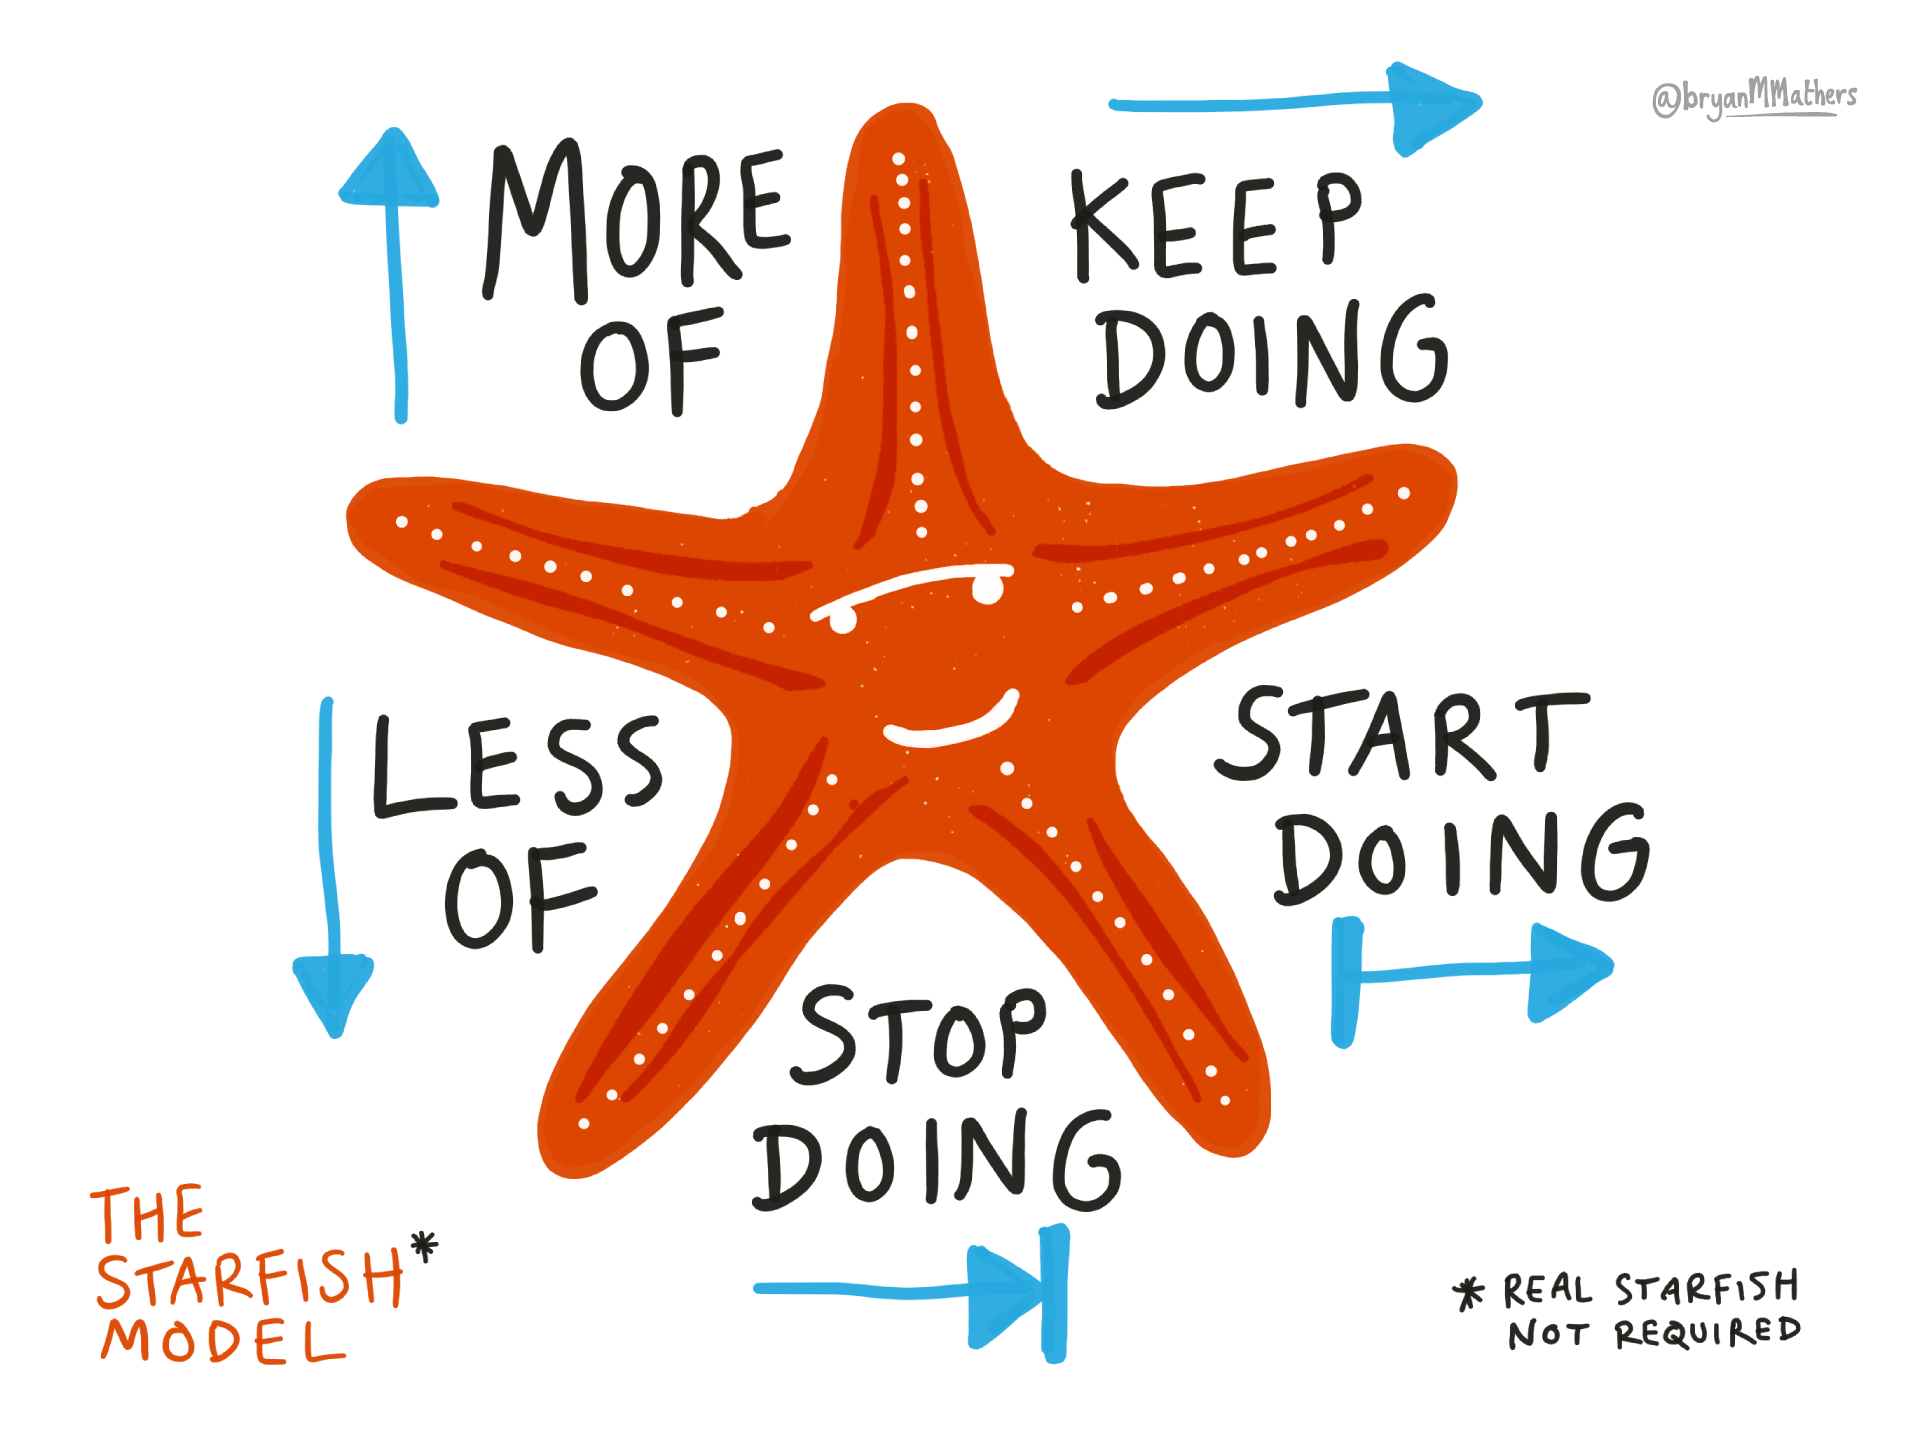 @bryanMMathers
MORE
OF
KEEP
DOING
LESS
OF
START
DOING
STOP
DOING
THE
STARFISH*
MODEL
* REAL STARFISH
NOT REQUIRED